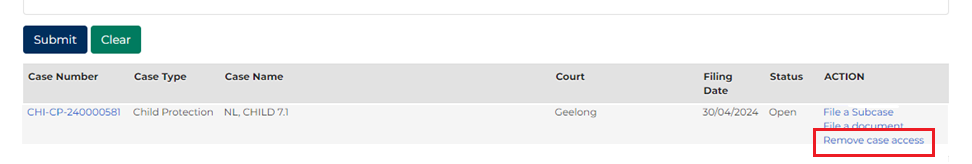 Submit Clear
Case Number Case Type Case Name Court Filing Date Status ACTION
CHI-CP-240000581 Child Protection NL, CHILD 7.1 Geelong 30/04/2024 Open File a Subcase
File a document
Remove case access